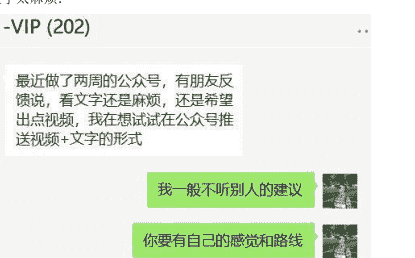 -VIP (202)
最近做了两周的公众号，有朋友反
馈说，看文字还是麻烦，还是希望
出点视频，我在想试试在公众号推
送视频+文字的形式
我一般不听别人的建议
你要有自己的感觉和路线